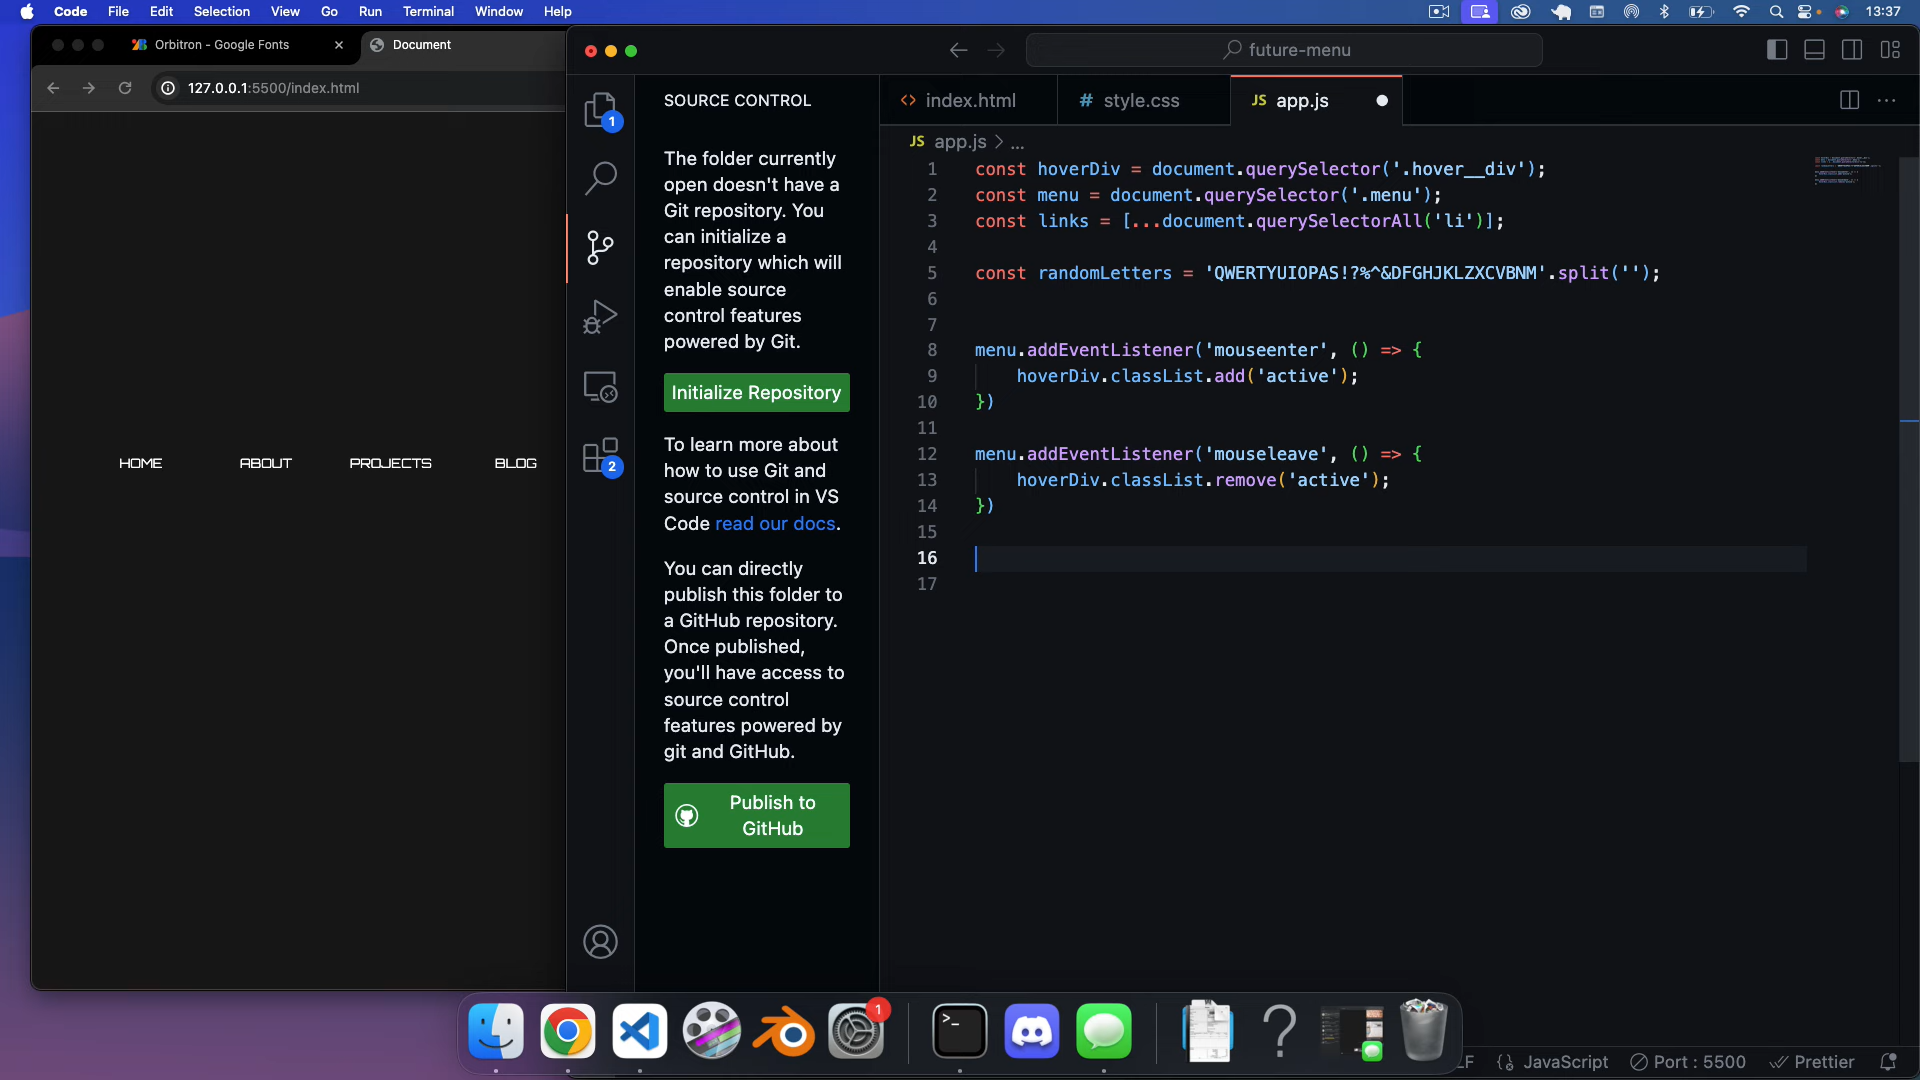 Code File Edit Selection View Go Run Terminal Window Help 13:37
Orbitron - Google Fonts
Document
127.0.0.1:5500/index.html
HOME ABOUT PROJECTS BLOG
future-menu
1
2
SOURCE CONTROL
The folder currently
open doesn't have a
Git repository. You
can initialize a
repository which will
enable source
control features
powered by Git.
Initialize Repository
To learn more about
how to use Git and
source control in VS
Code read our docs.
You can directly
publish this folder to
a GitHub repository.
Once published,
you'll have access to
source control
features powered by
git and GitHub.
Publish to
GitHub
<> index.html # style.css JS app.js
JS app.js > ...
1 const hoverDiv = document.querySelector('.hover__div');
2 const menu = document.querySelector('.menu');
3 const links = [...document.querySelectorAll('li')];
4
5 const randomLetters = 'QWERTYUIOPAS!?%^&DFGHJKLZXCVBNM'.split('');
6
7
8 menu.addEventListener('mouseenter', () => {
9 hoverDiv.classList.add('active');
10 })
11
12 menu.addEventListener('mouseleave', () => {
13 hoverDiv.classList.remove('active');
14 })
15
16
17
1
LF {} JavaScript Port : 5500 Prettier